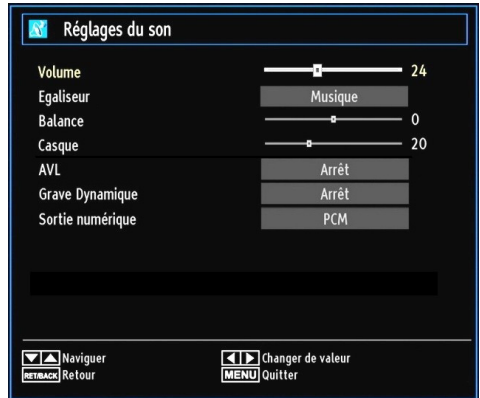 Réglages du son
Volume 24
Egaliseur Musique
Balance 0
Casque 20
AVL Arrêt
Grave Dynamique Arrêt
Sortie numérique PCM
Naviguer Changer de valeur
RET/BACK Retour MENU Quitter